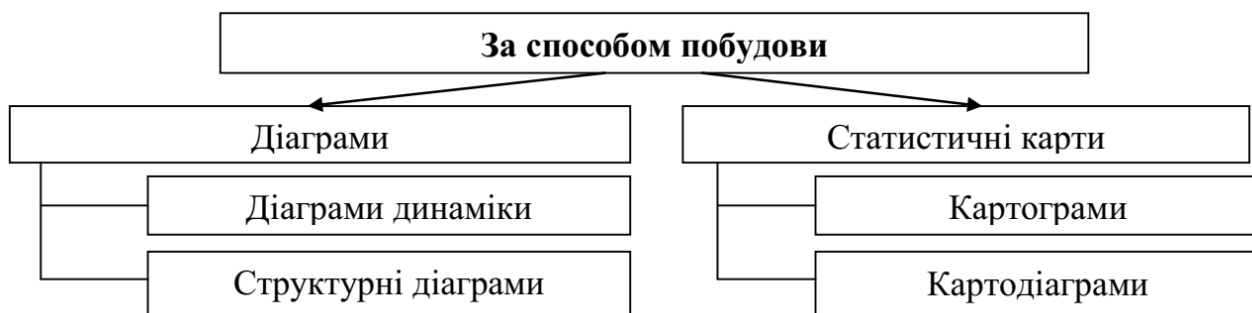 За способом побудови
Діаграми
Діаграми динаміки
Структурні діаграми
Статистичні карти
Картограми
Картодіаграми